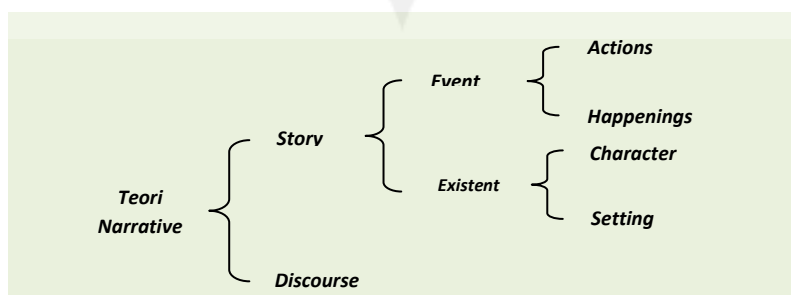 Teori
Narrative
Story
Event
Actions
Happenings
Existent
Character
Setting
Discourse